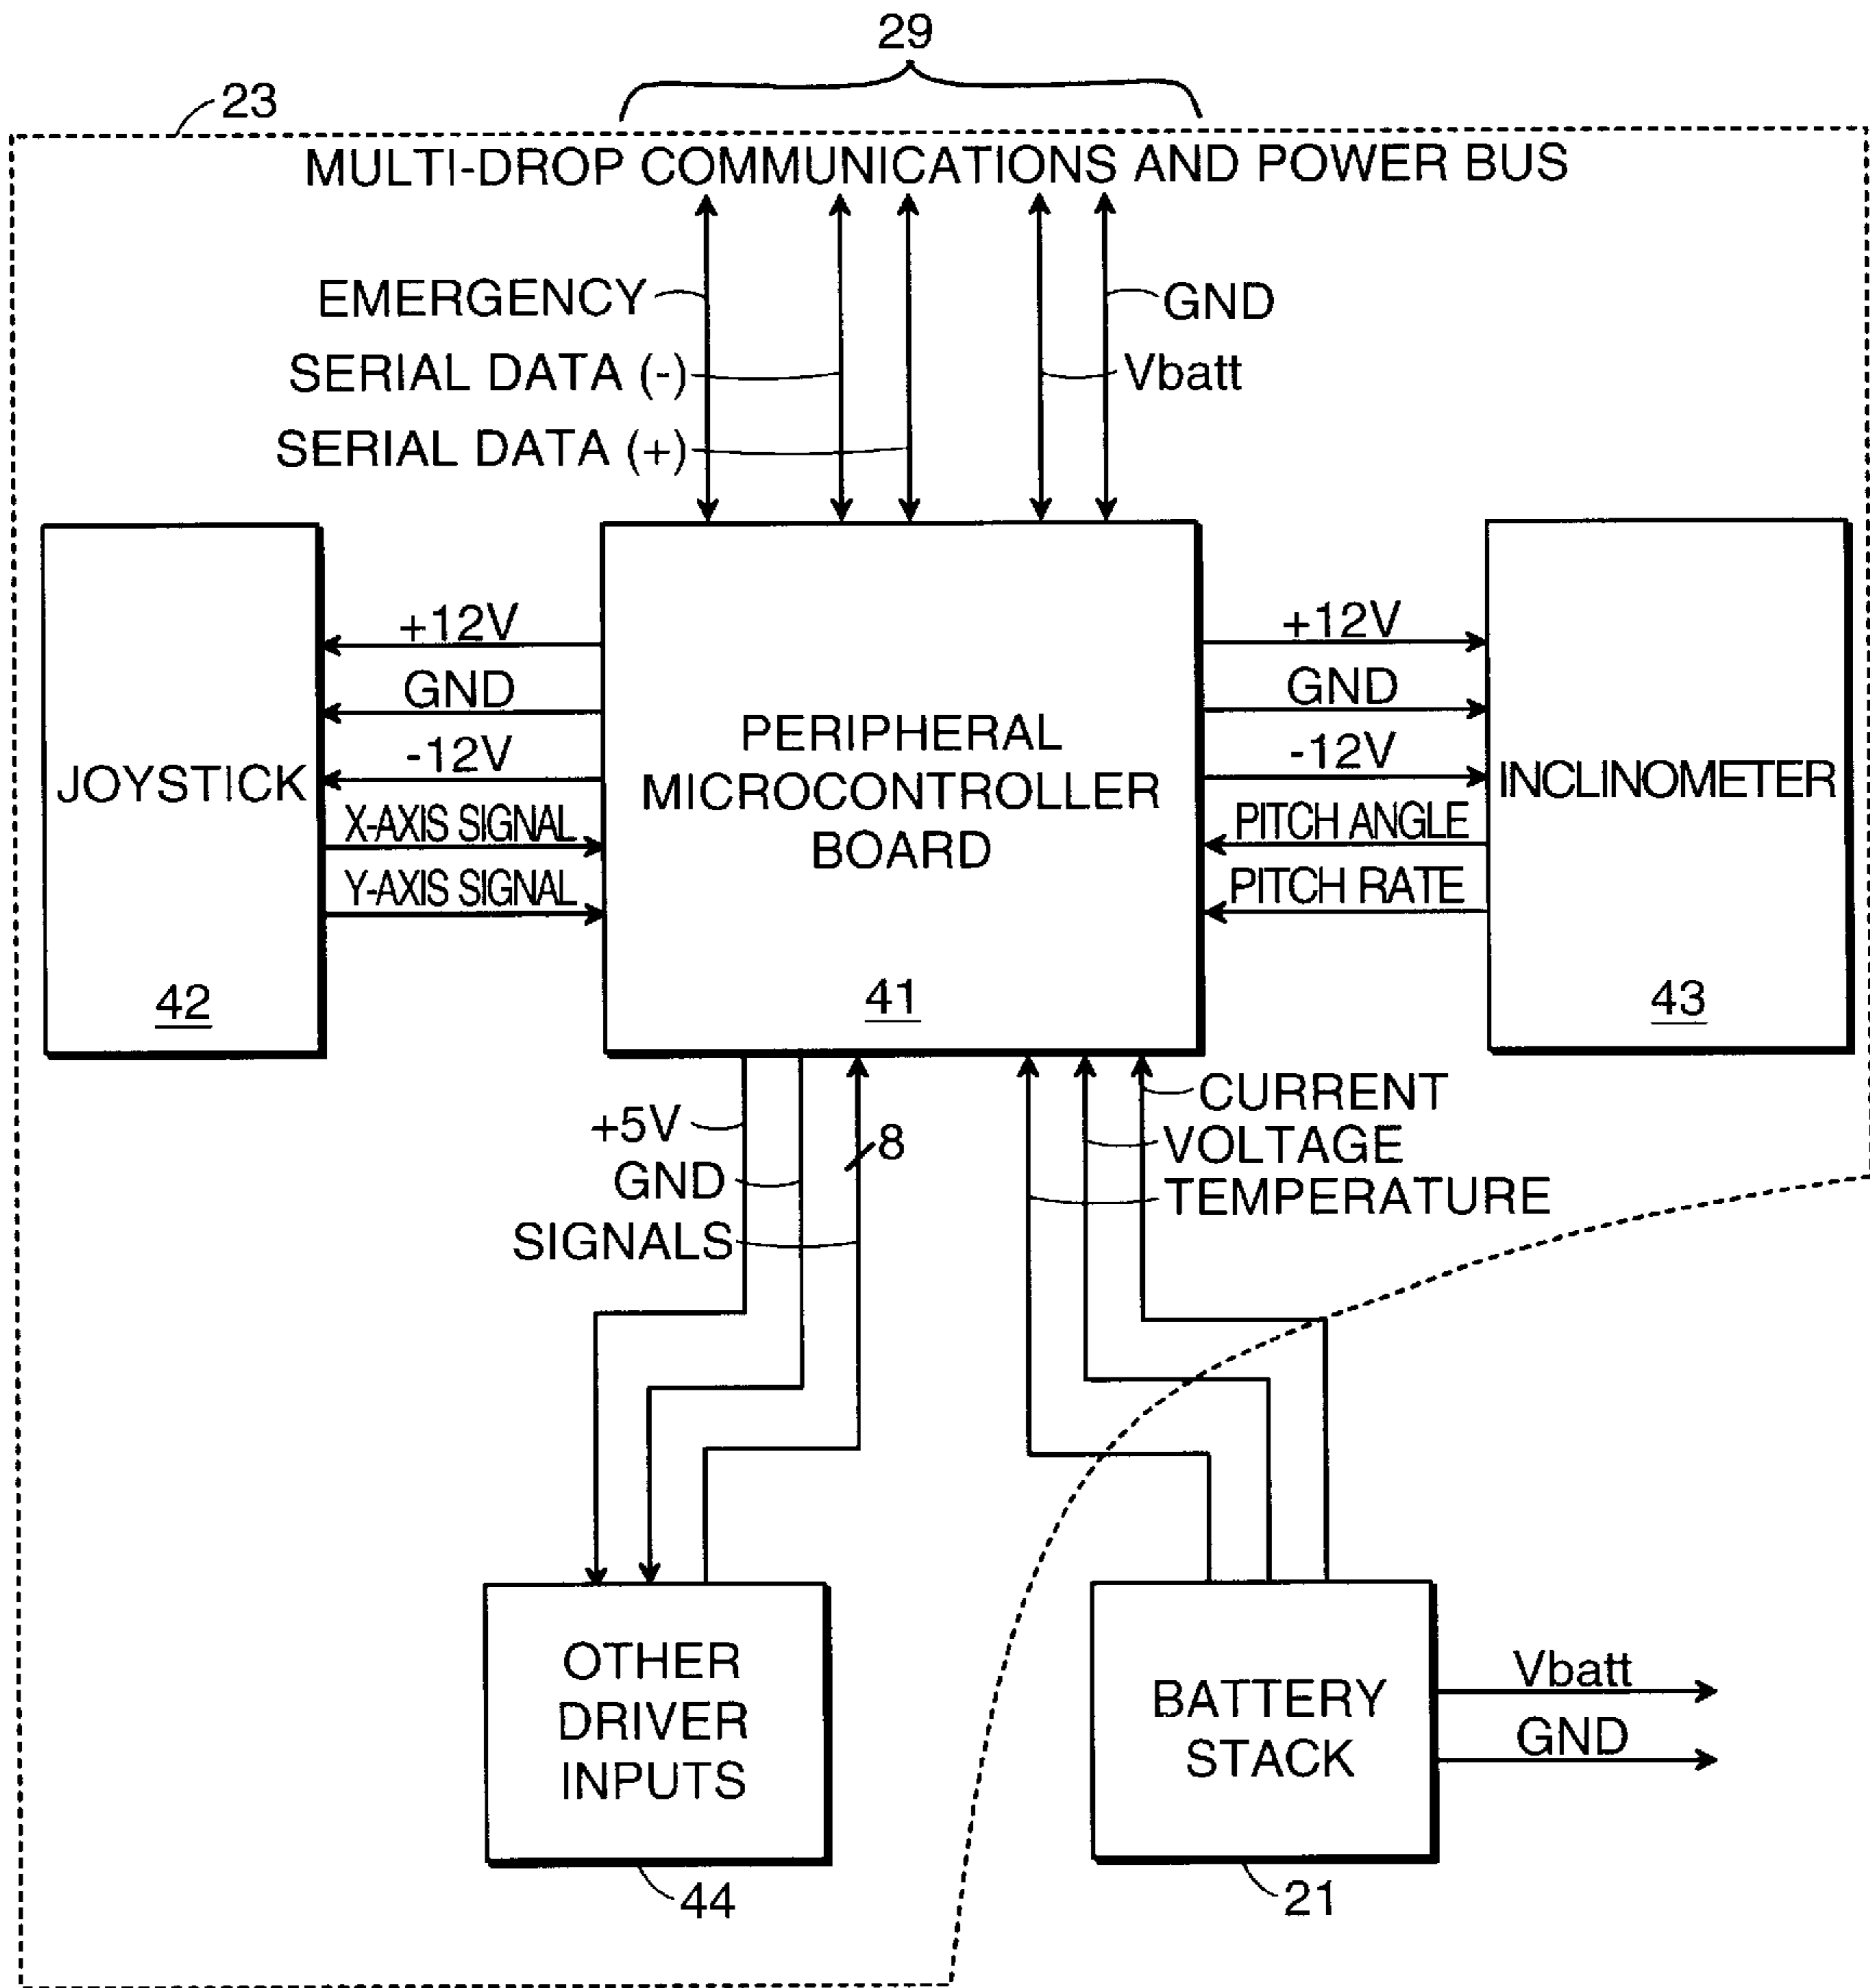 29
23
MULTI-DROP COMMUNICATIONS AND POWER BUS
EMERGENCY
GND
SERIAL DATA (-)
Vbatt
SERIAL DATA (+)
+12V
GND
-12V
JOYSTICK
X-AXIS SIGNAL
Y-AXIS SIGNAL
42
PERIPHERAL
MICROCONTROLLER
BOARD
41
+12V
GND
-12V
INCLINOMETER
PITCH ANGLE
PITCH RATE
43
+5V
GND
SIGNALS
8
CURRENT
VOLTAGE
TEMPERATURE
OTHER
DRIVER
INPUTS
44
BATTERY
STACK
21
Vbatt
GND